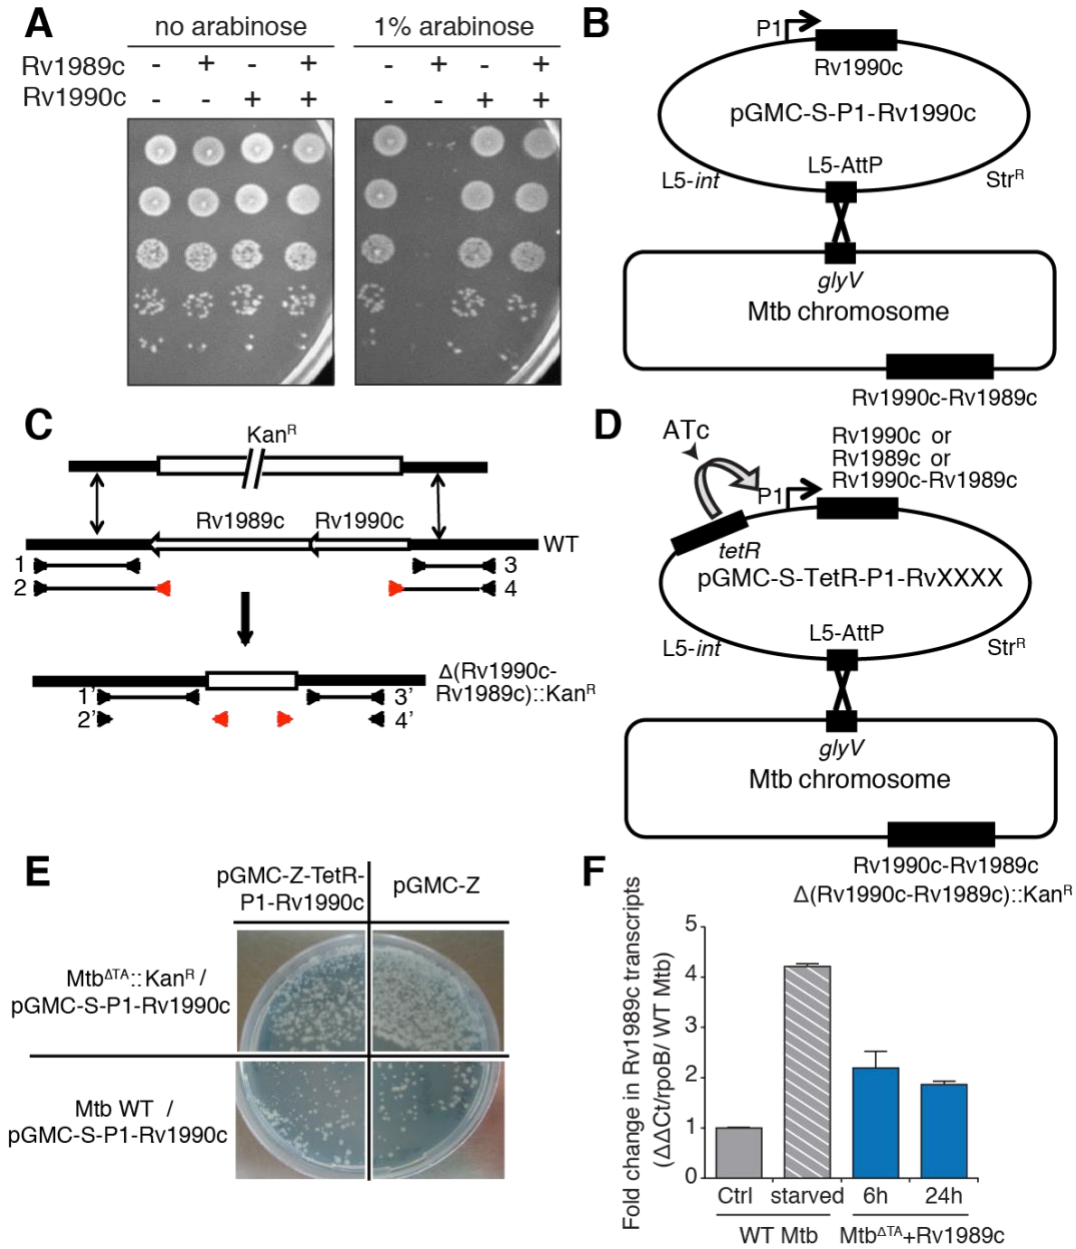 A
no arabinose 1% arabinose
Rv1989c - + - + - + - +
Rv1990c - - + + - - + +
B
P1
Rv1990c
pGMC-S-P1-Rv1990c
L5-AttP
L5-int
StrR
glyV
Mtb chromosome
Rv1990c-Rv1989c
C
KanR
Rv1989c Rv1990c
WT
1 3
2 4
Δ(Rv1990c-
Rv1989c)::KanR
1' 3'
2' 4'
D
ATc
Rv1990c or
Rv1989c or
Rv1990c-Rv1989c
P1
tetR
pGMC-S-TetR-P1-RvXXXX
L5-AttP
L5-int
StrR
glyV
Mtb chromosome
Rv1990c-Rv1989c
Δ(Rv1990c-Rv1989c)::KanR
E
pGMC-Z-TetR-
P1-Rv1990c
pGMC-Z
MtbΔTA::KanR /
pGMC-S-P1-Rv1990c
Mtb WT /
pGMC-S-P1-Rv1990c
F
Fold change in Rv1989c transcripts
(ΔΔCt/rpoB/ WT Mtb)
5
4
3
2
1
0
Ctrl starved 6h 24h
WT Mtb MtbΔTA+Rv1989c